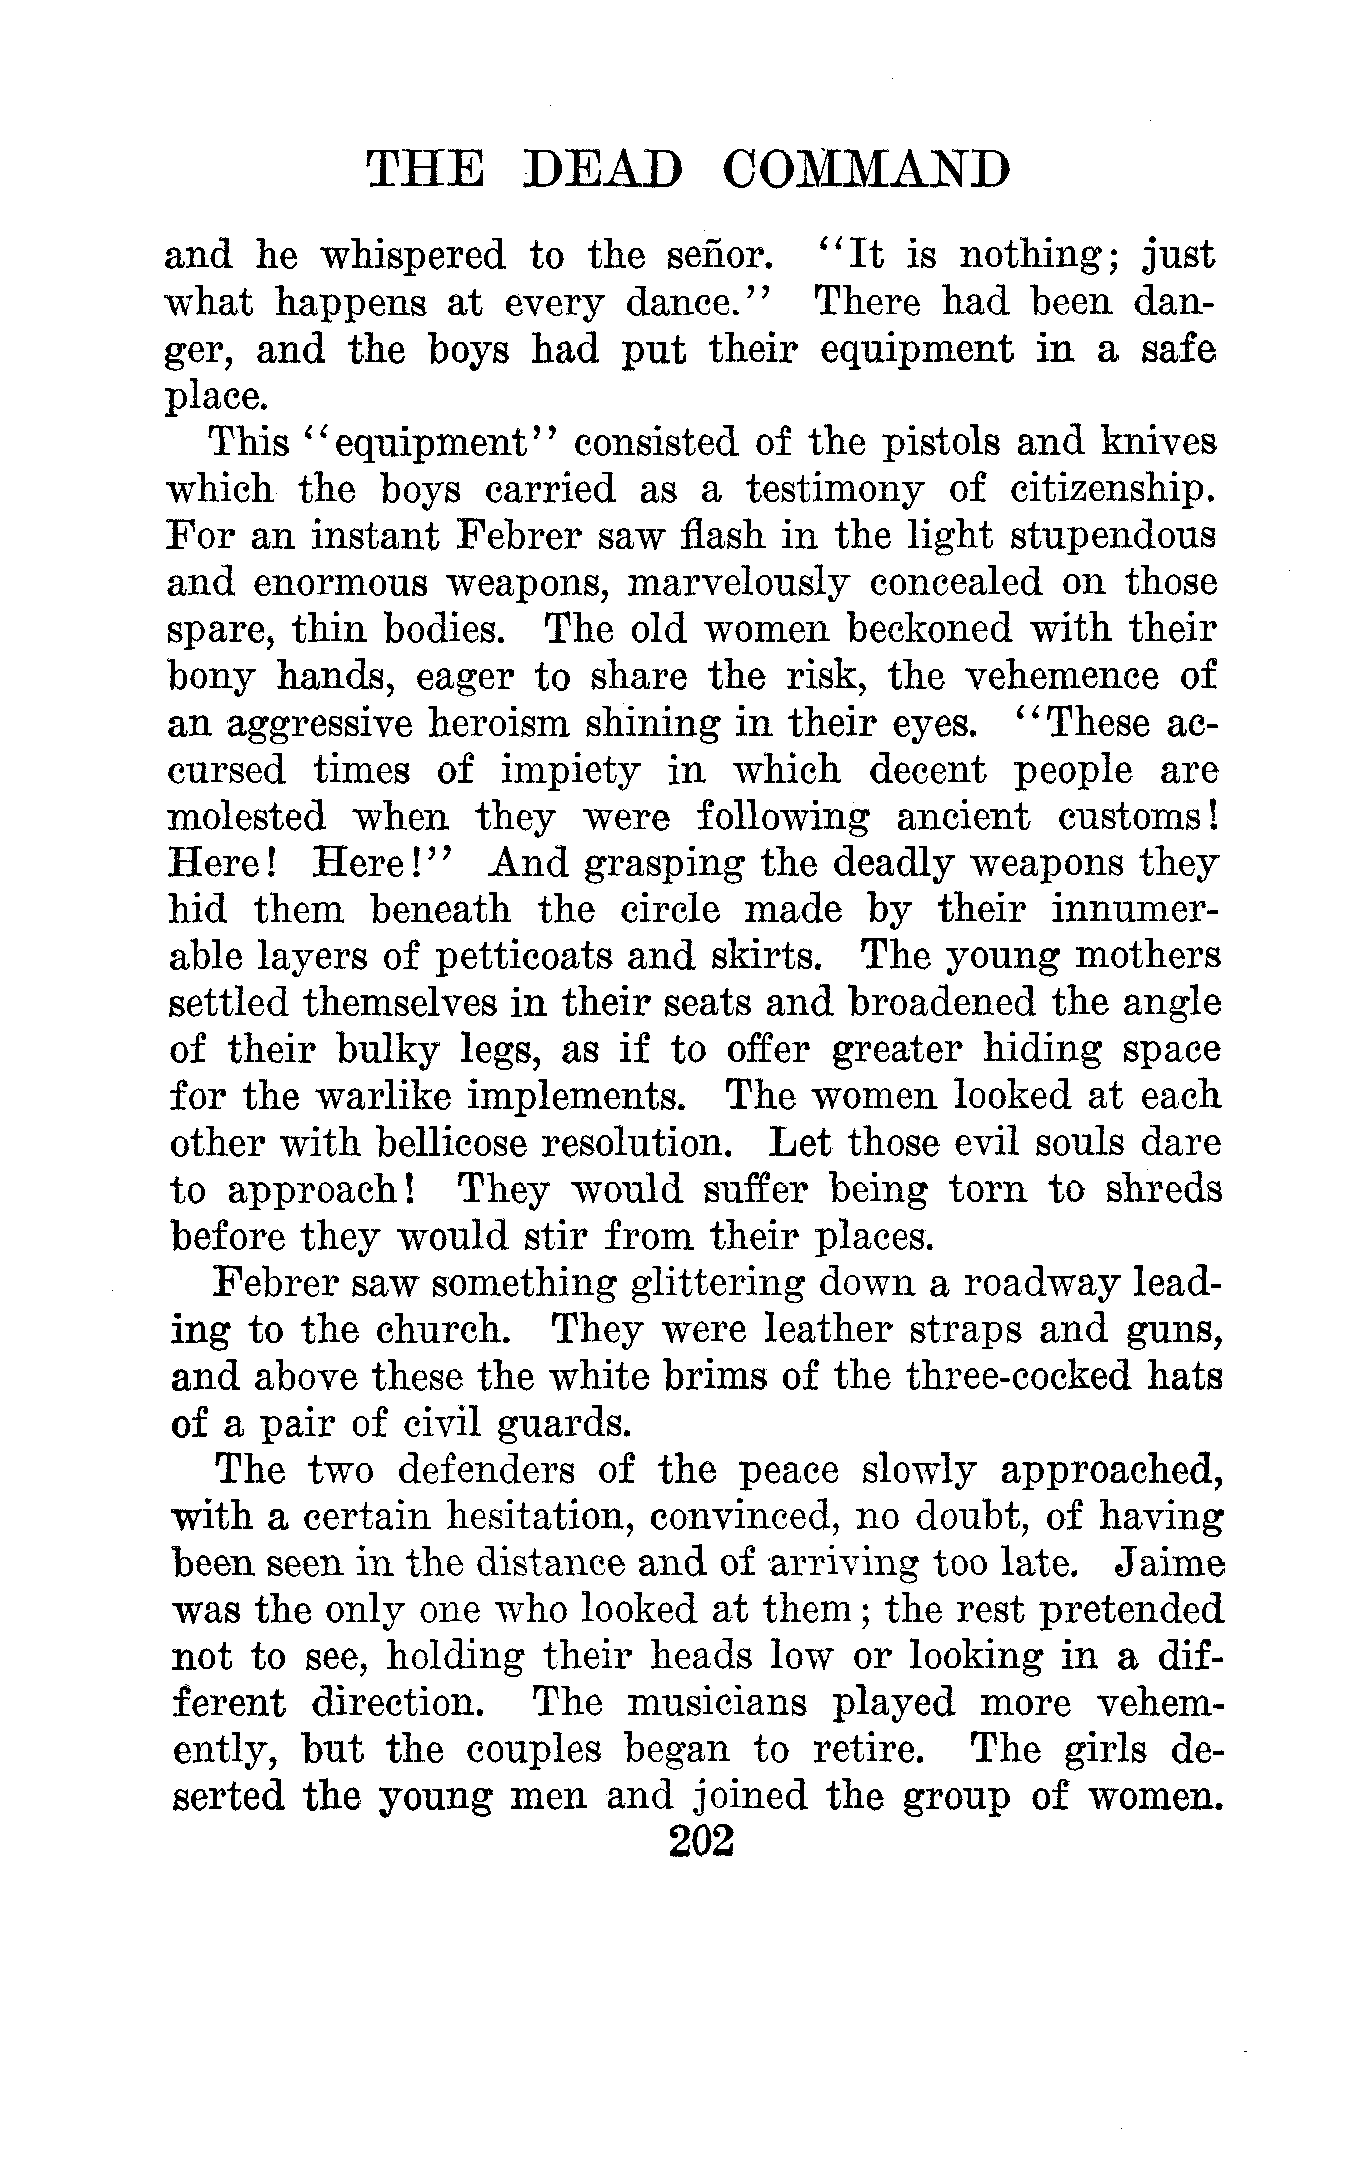 THE DEAD COMMAND
and he whispered to the señor. "It is nothing; just
what happens at every dance." There had been dan-
ger, and the boys had put their equipment in a safe
place.
This "equipment" consisted of the pistols and knives
which the boys carried as a testimony of citizenship.
For an instant Febrer saw flash in the light stupendous
and enormous weapons, marvelously concealed on those
spare, thin bodies. The old women beckoned with their
bony hands, eager to share the risk, the vehemence of
an aggressive heroism shining in their eyes. "These ac-
cursed times of impiety in which decent people are
molested when they were following ancient customs!
Here! Here!" And grasping the deadly weapons they
hid them beneath the circle made by their innumer-
able layers of petticoats and skirts. The young mothers
settled themselves in their seats and broadened the angle
of their bulky legs, as if to offer greater hiding space
for the warlike implements. The women looked at each
other with bellicose resolution. Let those evil souls dare
to approach! They would suffer being torn to shreds
before they would stir from their places.
Febrer saw something glittering down a roadway lead-
ing to the church. They were leather straps and guns,
and above these the white brims of the three-cocked hats
of a pair of civil guards.
The two defenders of the peace slowly approached,
with a certain hesitation, convinced, no doubt, of having
been seen in the distance and of arriving too late. Jaime
was the only one who looked at them; the rest pretended
not to see, holding their heads low or looking in a dif-
ferent direction. The musicians played more vehem-
ently, but the couples began to retire. The girls de-
serted the young men and joined the group of women.
202